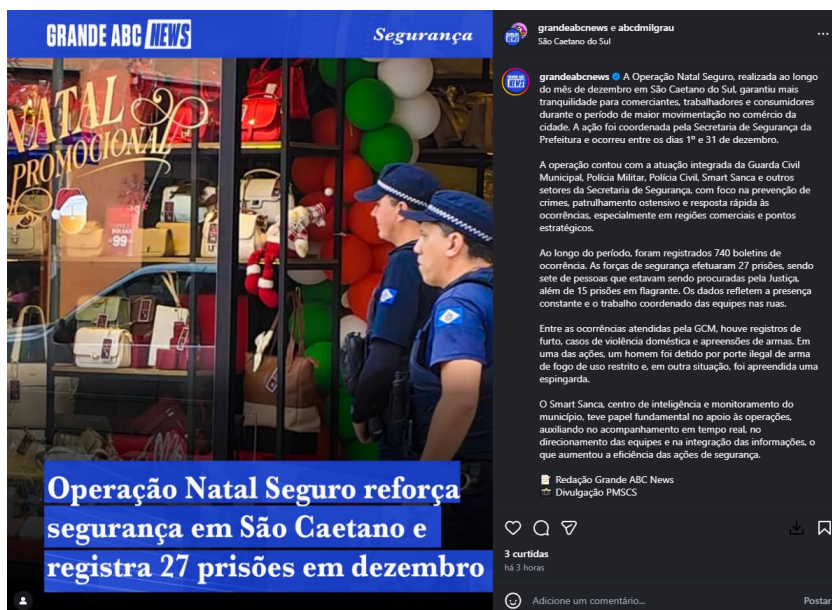 GRANDE ABC NEWS
Segurança
NATAL
PROMOCIONAL
99
Operação Natal Seguro reforça
segurança em São Caetano e
registra 27 prisões em dezembro
grandeabcnews e abcdmilgrau
São Caetano do Sul
grandeabcnews A Operação Natal Seguro, realizada ao longo
do mês de dezembro em São Caetano do Sul, garantiu mais
tranquilidade para comerciantes, trabalhadores e consumidores
durante o período de maior movimentação no comércio da
cidade. A ação foi coordenada pela Secretaria de Segurança da
Prefeitura e ocorreu entre os dias 1º e 31 de dezembro.
A operação contou com a atuação integrada da Guarda Civil
Municipal, Polícia Militar, Polícia Civil, Smart Sanca e outros
setores da Secretaria de Segurança, com foco na prevenção de
crimes, patrulhamento ostensivo e resposta rápida às
ocorrências, especialmente em regiões comerciais e pontos
estratégicos.
Ao longo do período, foram registrados 740 boletins de
ocorrência. As forças de segurança efetuaram 27 prisões, sendo
sete de pessoas que estavam sendo procuradas pela Justiça,
além de 15 prisões em flagrante. Os dados refletem a presença
constante e o trabalho coordenado das equipes nas ruas.
Entre as ocorrências atendidas pela GCM, houve registros de
furto, casos de violência doméstica e apreensões de armas. Em
uma das ações, um homem foi detido por porte ilegal de arma
de fogo de uso restrito e, em outra situação, foi apreendida uma
espingarda.
O Smart Sanca, centro de inteligência e monitoramento do
município, teve papel fundamental no apoio às operações,
auxiliando no acompanhamento em tempo real, no
direcionamento das equipes e na integração das informações, o
que aumentou a eficiência das ações de segurança.
Redação Grande ABC News
Divulgação PMSCS
3 curtidas
há 3 horas
Adicione um comentário...
Postar